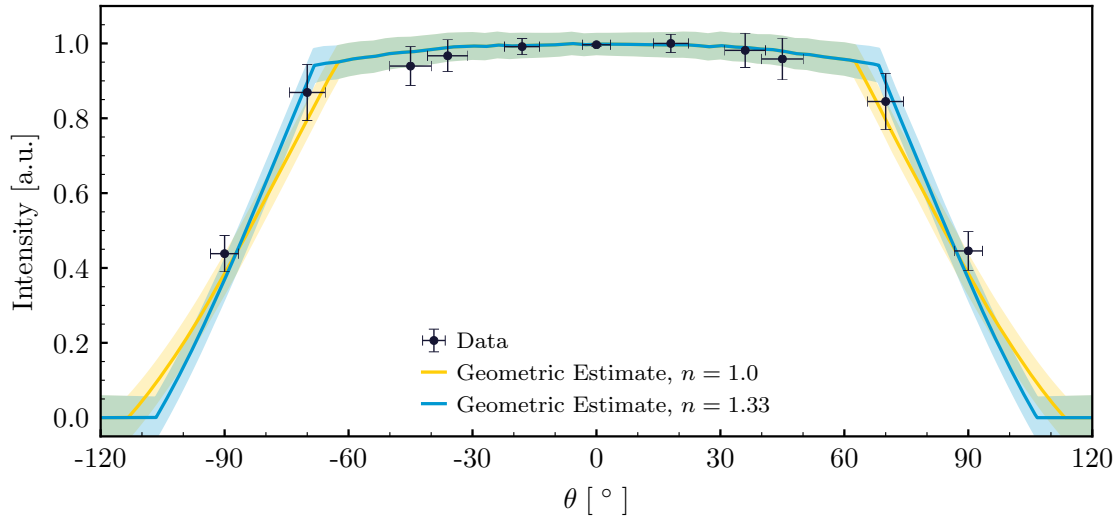 Intensity [a.u.]
1.0
0.8
0.6
0.4
0.2
0.0
Data
Geometric Estimate, n = 1.0
Geometric Estimate, n = 1.33
-120 -90 -60 -30 0 30 60 90 120
θ [ ° ]